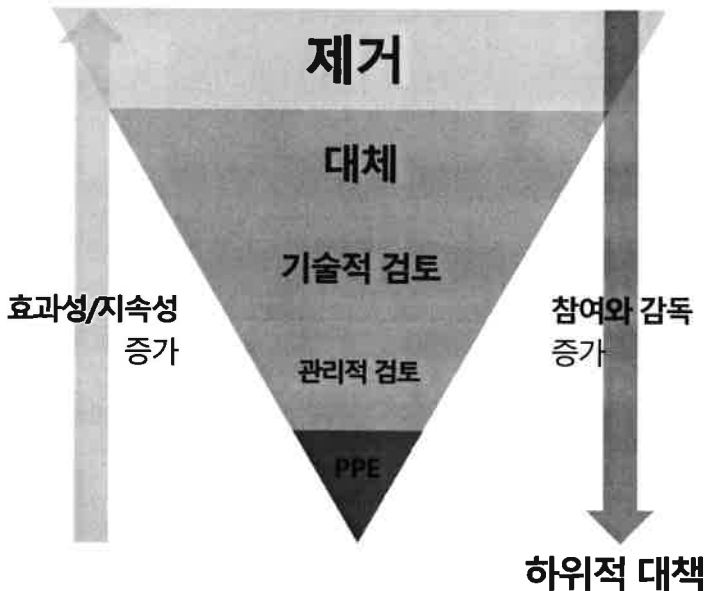 제거
대체
기술적 검토
효과성/지속성
증가
참여와 감독
증가
관리적 검토
PPE
하위적 대책